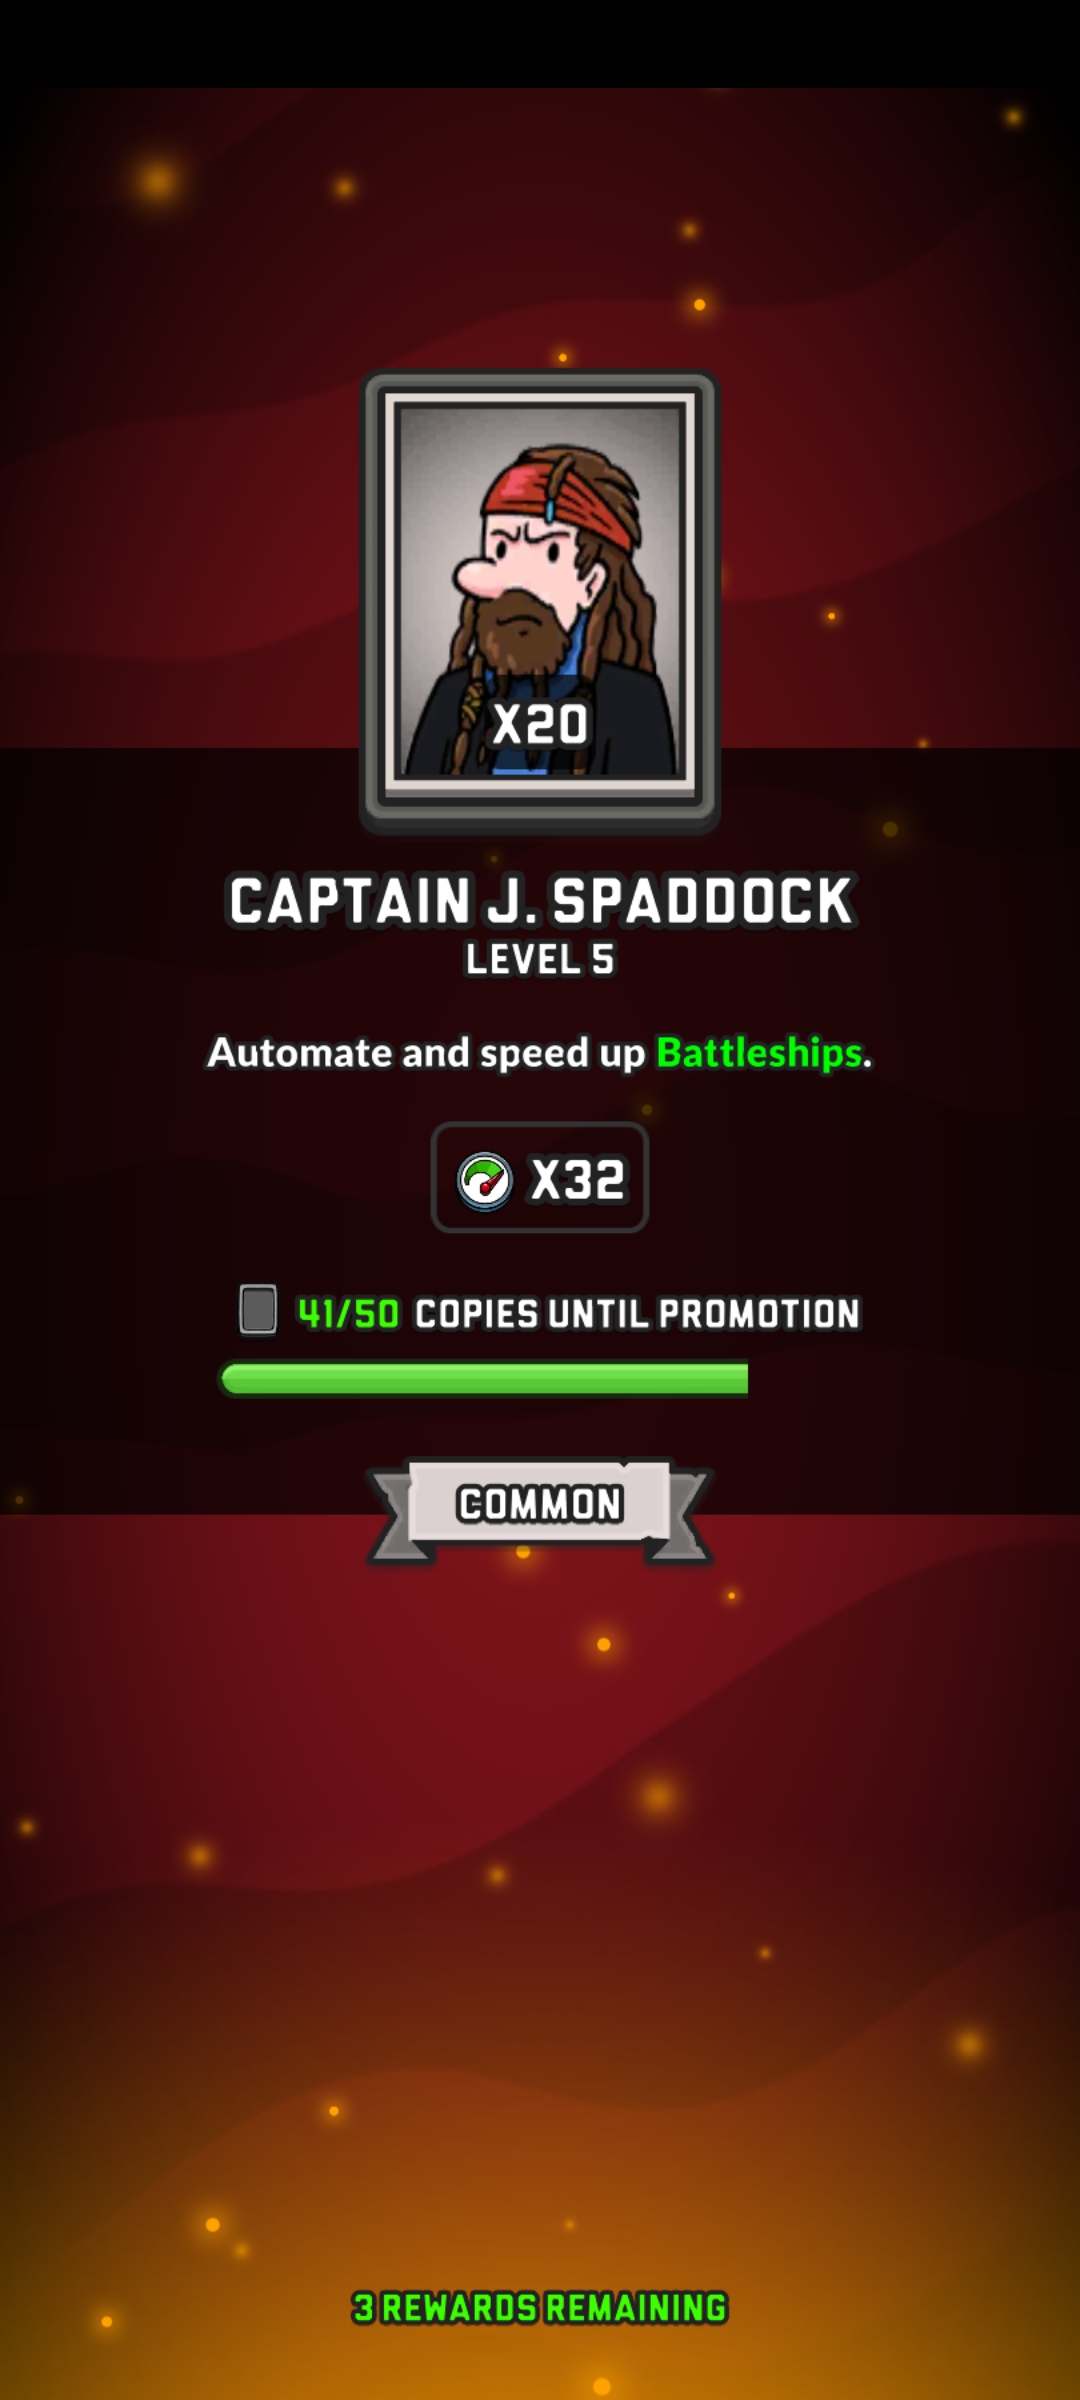 X20
CAPTAIN J. SPADDOCK
LEVEL 5
Automate and speed up Battleships.
X32
41/50 COPIES UNTIL PROMOTION
COMMON
3 REWARDS REMAINING